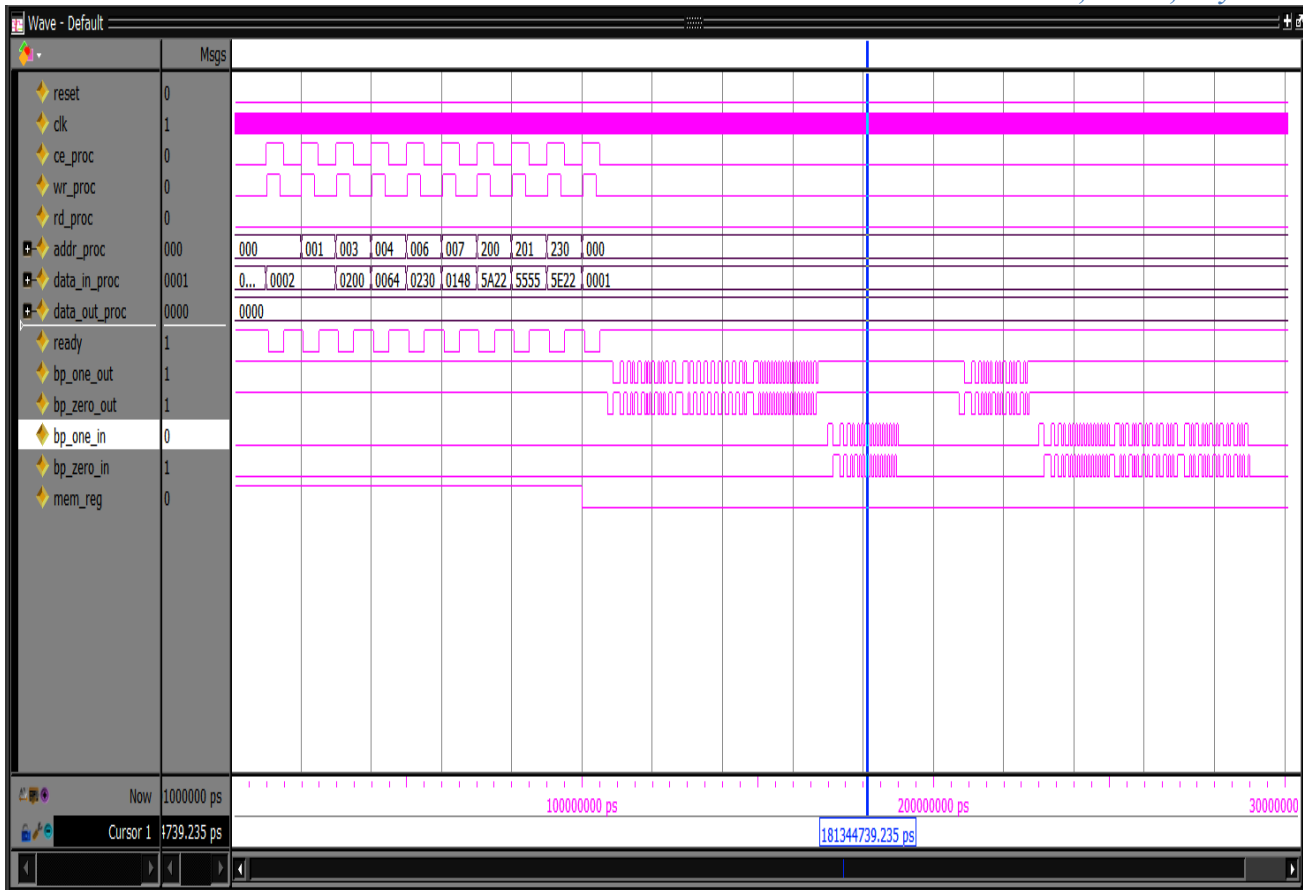 Wave - Default
Msgs
reset 0
clk 1
ce_proc 0
wr_proc 0
rd_proc 0
addr_proc 000 000 001 003 004 006 007 200 201 230 000
data_in_proc 0001 0... 0002 0200 0064 0230 0148 5A22 5555 5E22 0001
data_out_proc 0000 0000
ready 1
bp_one_out 1
bp_zero_out 1
bp_one_in 0
bp_zero_in 1
mem_reg 0
Now 1000000 ps 100000000 ps 200000000 ps 30000000
Cursor 1 4739.235 ps 181344739.235 ps